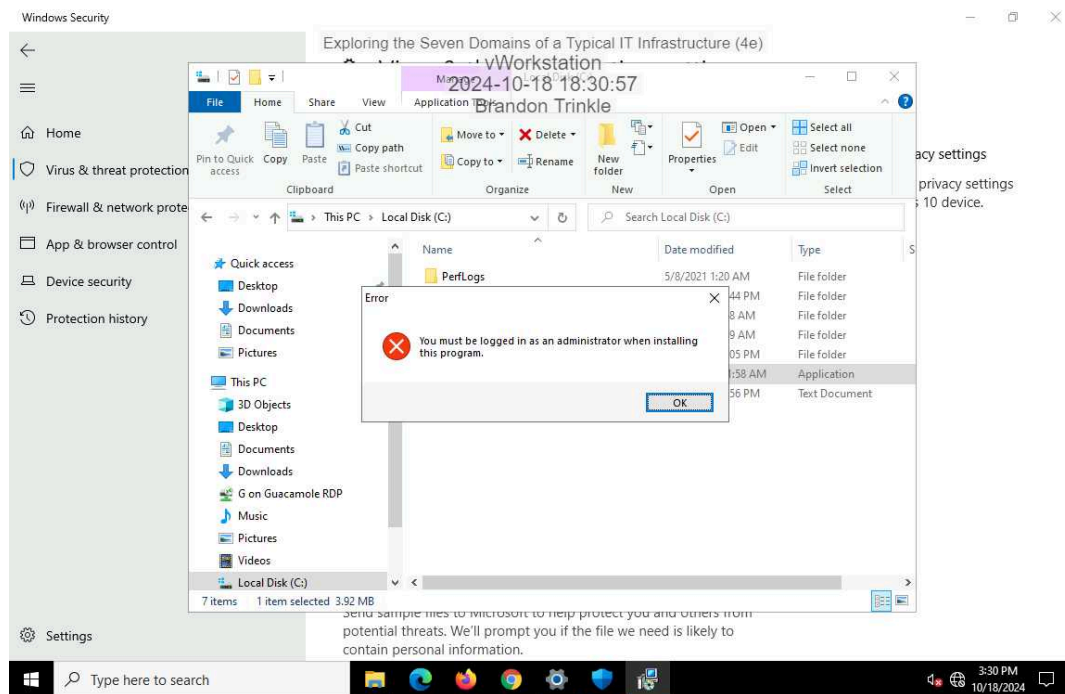 Windows Security
Exploring the Seven Domains of a Typical IT Infrastructure (4e)
vWorkstation
2024-10-18 18:30:57
Brandon Trinkle
Home
Virus & threat protection
Firewall & network prote
App & browser control
Device security
Protection history
Settings
File Home Share View Application
Pin to Quick access
Copy
Paste
Cut
Copy path
Paste shortcut
Clipboard
Move to
Copy to
Delete
Rename
Organize
New folder
New
Properties
Open
Edit
Open
Select all
Select none
Invert selection
Select
This PC > Local Disk (C:)
Search Local Disk (C:)
acy settings
privacy settings
10 device.
Quick access
Desktop
Downloads
Documents
Pictures
This PC
3D Objects
Desktop
Documents
Downloads
G on Guacamole RDP
Music
Pictures
Videos
Local Disk (C:)
Name Date modified Type S
PerfLogs 5/8/2021 1:20 AM File folder
44 PM File folder
8 AM File folder
9 AM File folder
05 PM File folder
:58 AM Application
56 PM Text Document
Error
You must be logged in as an administrator when installing
this program.
OK
7 items 1 item selected 3.92 MB
Send sample files to Microsoft to help protect you and others from
potential threats. We'll prompt you if the file we need is likely to
contain personal information.
Type here to search
3:30 PM
10/18/2024